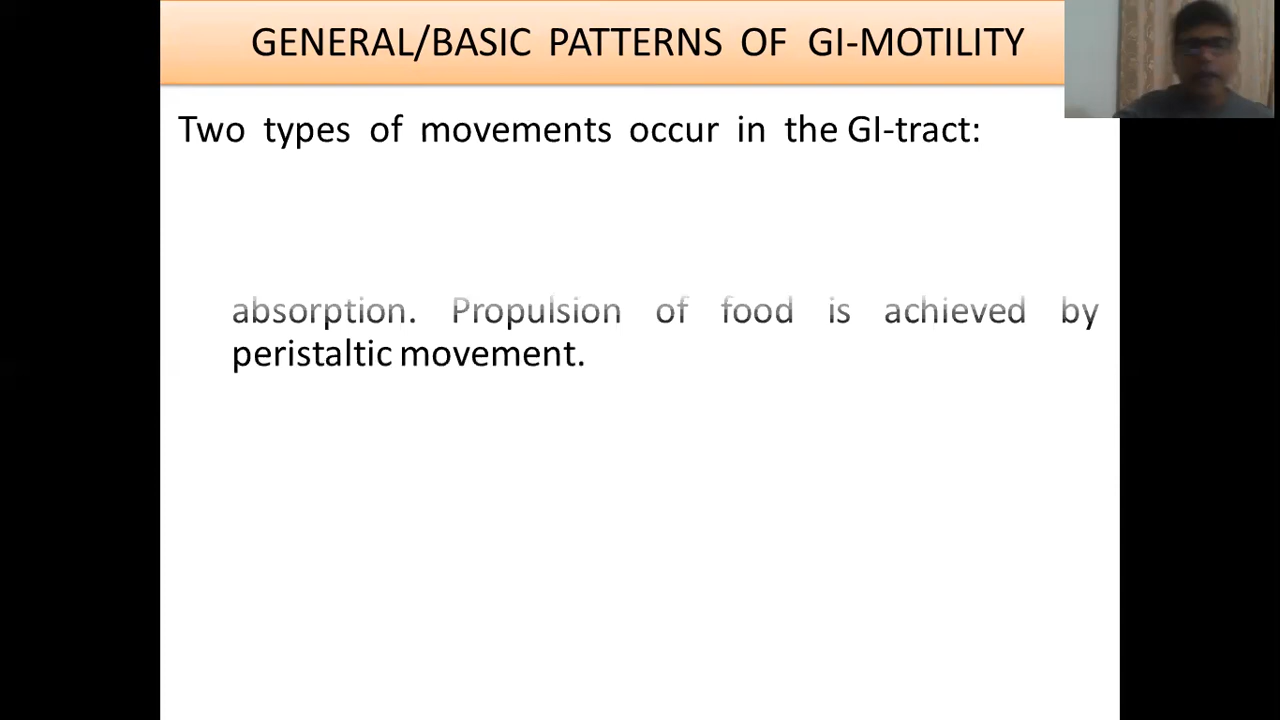 GENERAL/BASIC PATTERNS OF GI-MOTILITY
Two types of movements occur in the GI-tract:
absorption. Propulsion of food is achieved by
peristaltic movement.